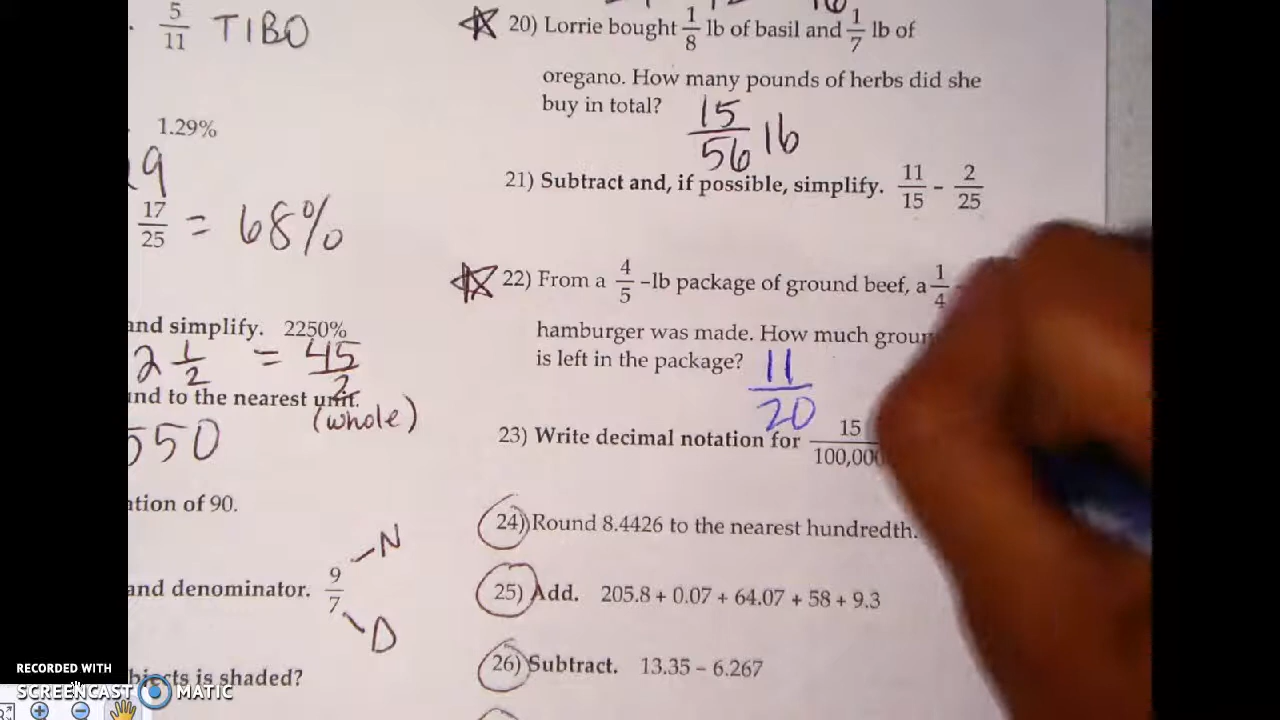 5/11 TIBO
1.29%
9
17/25 = 68%
and simplify. 2250%
2 1/2 = 45/2
und to the nearest unit.
(whole)
550
ation of 90.
and denominator. 9/7
N
D
bjects is shaded?
16
20) Lorrie bought 1/8 lb of basil and 1/7 lb of
oregano. How many pounds of herbs did she
buy in total?
15/56 lb
21) Subtract and, if possible, simplify. 11/15 − 2/25
22) From a 4/5 –lb package of ground beef, a 1/4
hamburger was made. How much groun
is left in the package?
11/20
23) Write decimal notation for 15/100,000
24) Round 8.4426 to the nearest hundredth.
25) Add. 205.8 + 0.07 + 64.07 + 58 + 9.3
26) Subtract. 13.35 − 6.267
RECORDED WITH
SCREENCAST MATIC